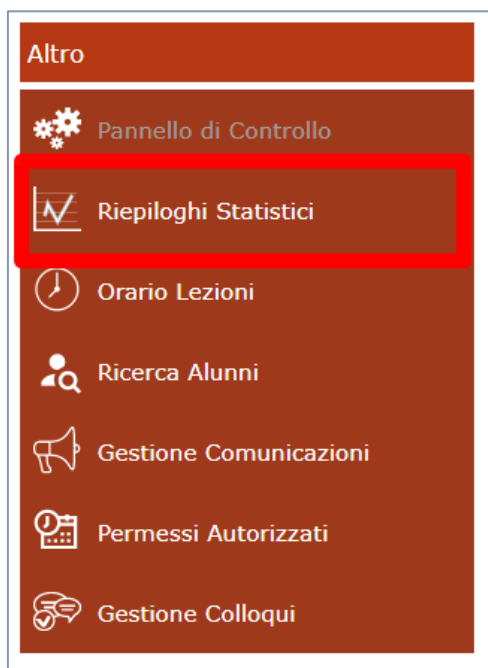 Altro
Pannello di Controllo
Riepiloghi Statistici
Orario Lezioni
Ricerca Alunni
Gestione Comunicazioni
Permessi Autorizzati
Gestione Colloqui